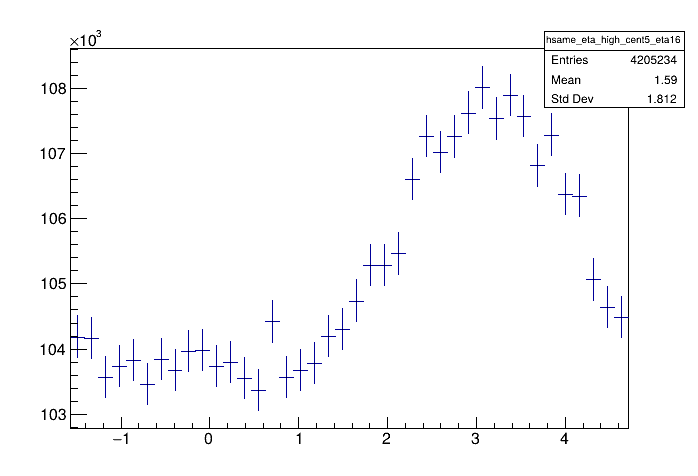 ×10³
hsame_eta_high_cent5_eta16
Entries 4205234
Mean 1.59
Std Dev 1.812
108
107
106
105
104
103
−1 0 1 2 3 4